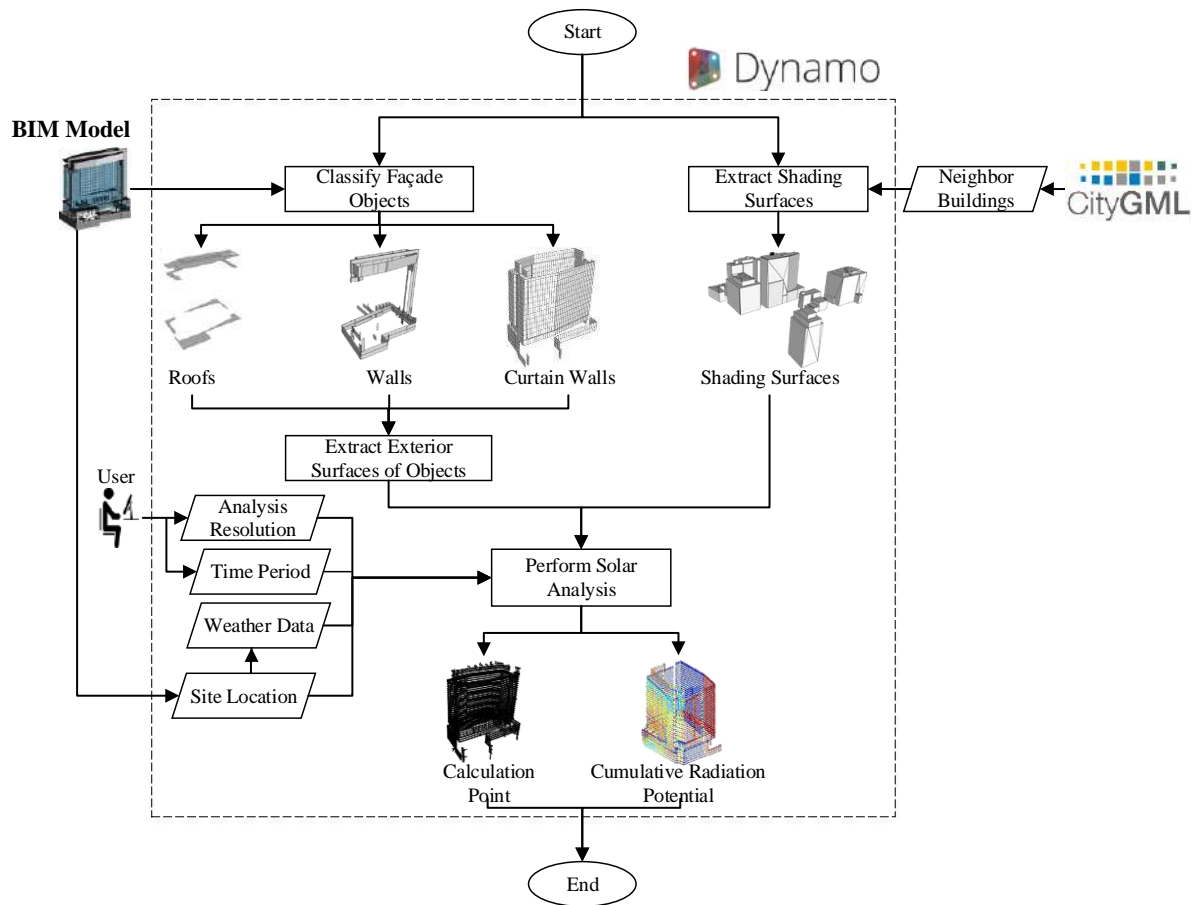 Start
Dynamo
BIM Model
Classify Façade
Objects
Extract Shading
Surfaces
Neighbor
Buildings
CityGML
Roofs
Walls
Curtain Walls
Shading Surfaces
Extract Exterior
Surfaces of Objects
User
Analysis
Resolution
Time Period
Perform Solar
Analysis
Weather Data
Site Location
Calculation
Point
Cumulative Radiation
Potential
End